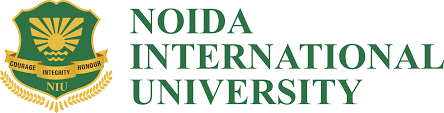 COURAGE INTEGRITY HONOUR
NIU
NOIDA
INTERNATIONAL
UNIVERSITY